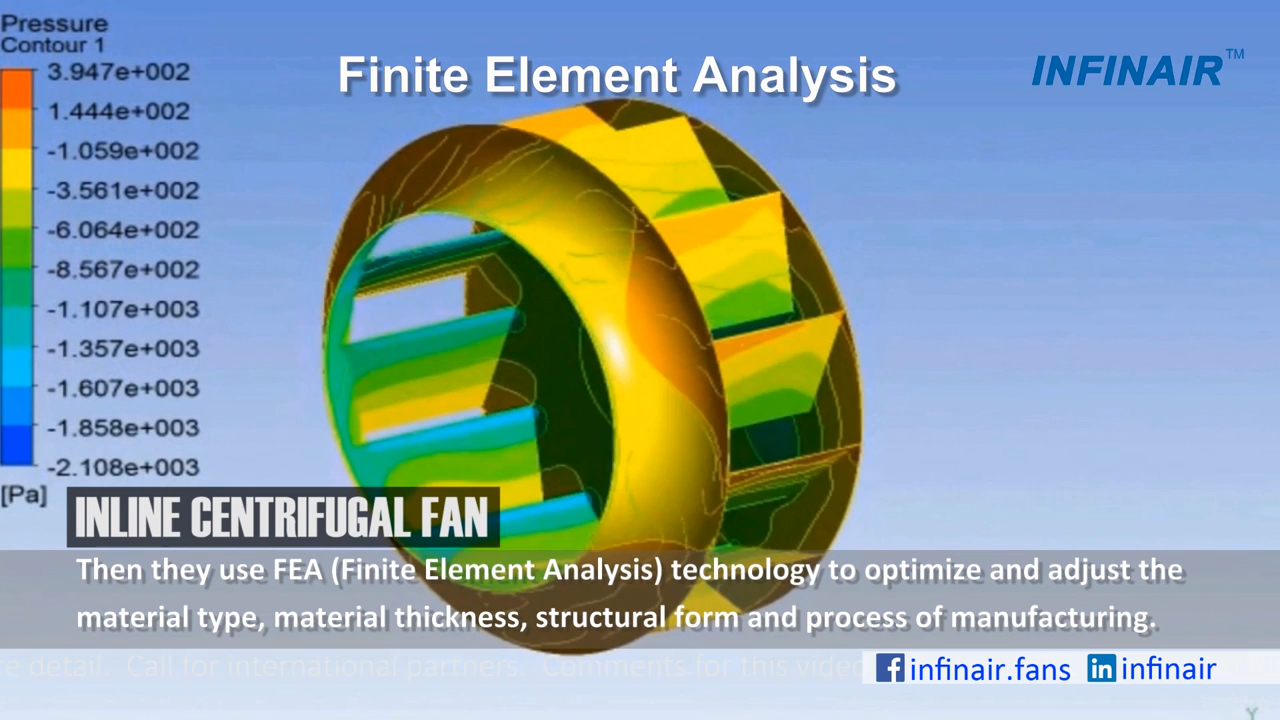 Pressure
Contour 1
3.947e+002
1.444e+002
-1.059e+002
-3.561e+002
-6.064e+002
-8.567e+002
-1.107e+003
-1.357e+003
-1.607e+003
-1.858e+003
-2.108e+003
[Pa]
Finite Element Analysis
INFINAIR™
INLINE CENTRIFUGAL FAN
Then they use FEA (Finite Element Analysis) technology to optimize and adjust the
material type, material thickness, structural form and process of manufacturing.
detail. Call for international partners. Comments for this video
infinair.fans infinair
Y